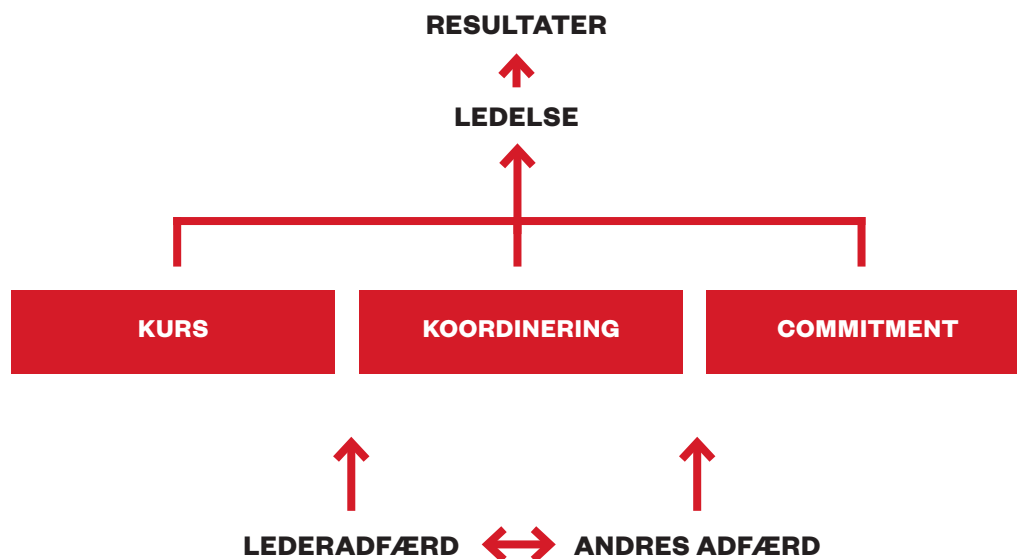 RESULTATER
LEDELSE
KURS KOORDINERING COMMITMENT
LEDERADFÆRD ANDRES ADFÆRD